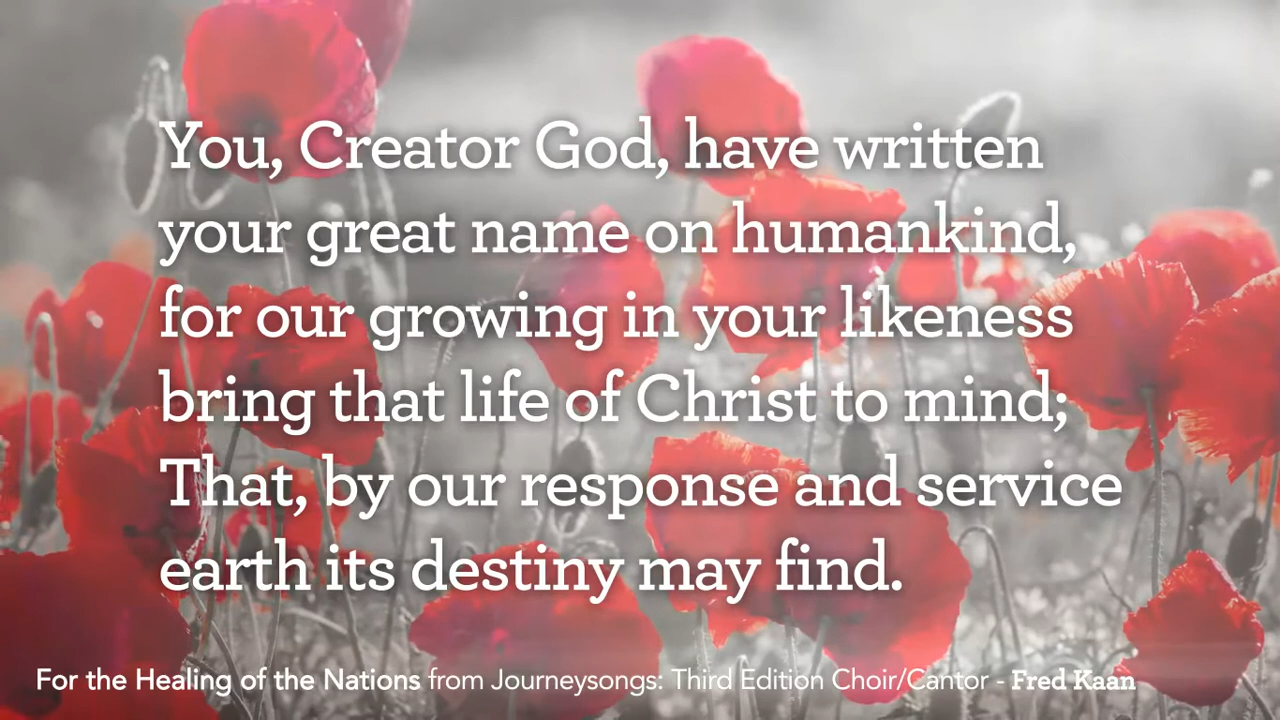 You, Creator God, have written
your great name on humankind,
for our growing in your likeness
bring that life of Christ to mind;
That, by our response and service
earth its destiny may find.
For the Healing of the Nations from Journeysongs: Third Edition Choir/Cantor - Fred Kaan